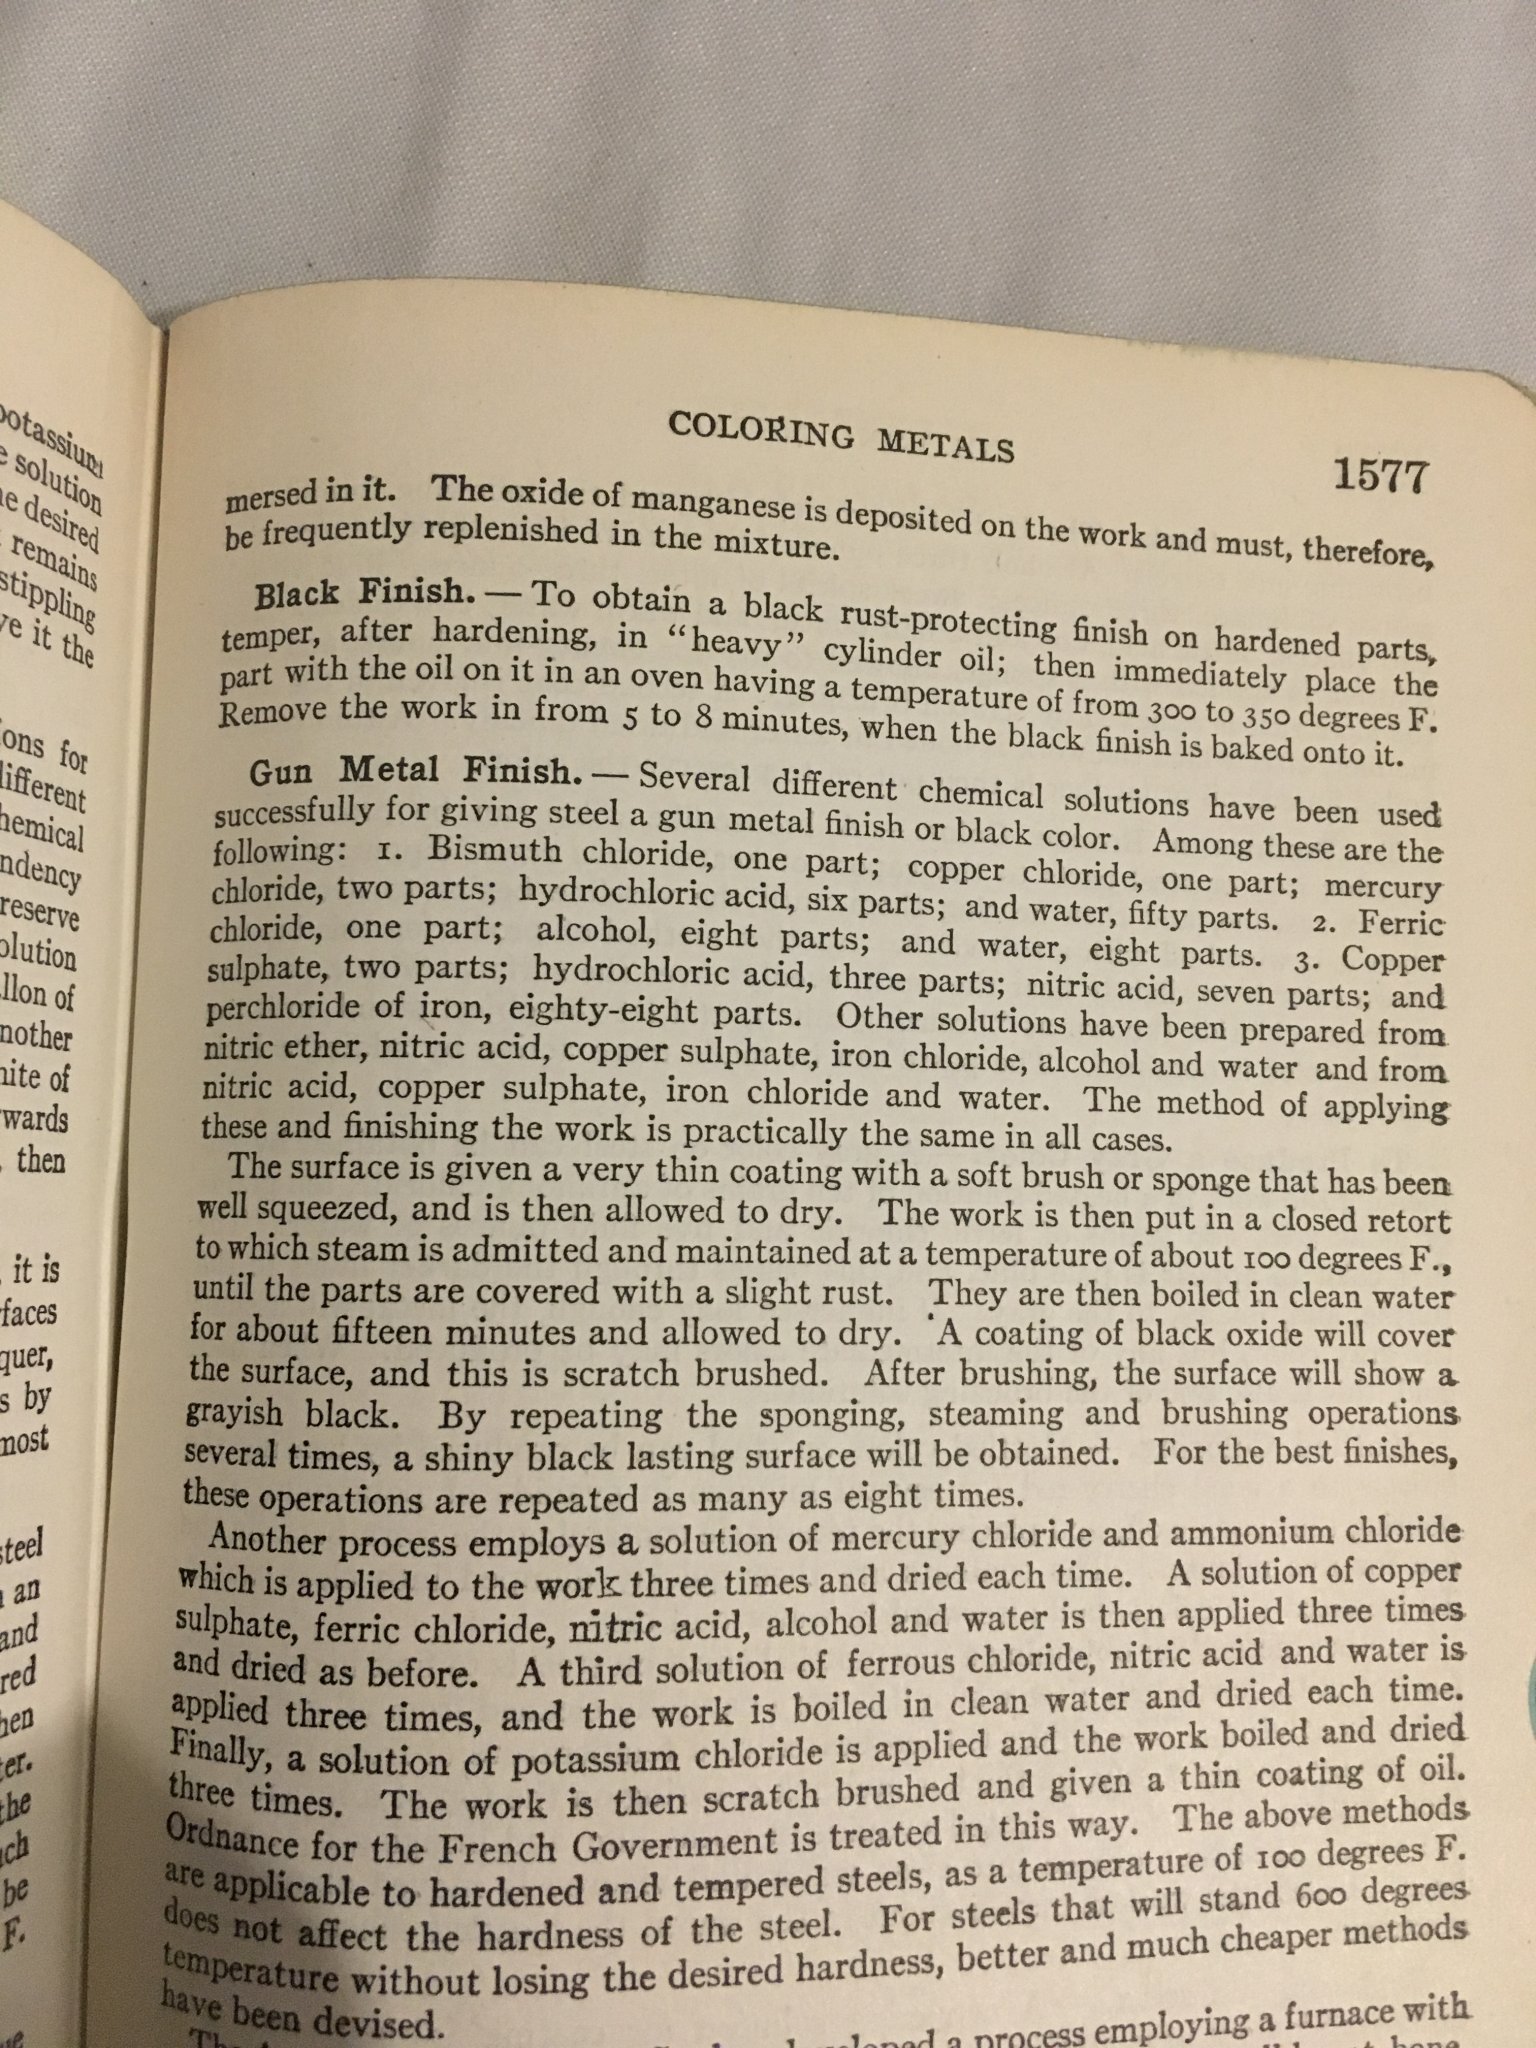 COLORING METALS
1577
mersed in it. The oxide of manganese is deposited on the work and must, therefore,
be frequently replenished in the mixture.
Black Finish. — To obtain a black rust-protecting finish on hardened parts,
temper, after hardening, in "heavy" cylinder oil; then immediately place the
part with the oil on it in an oven having a temperature of from 300 to 350 degrees F.
Remove the work in from 5 to 8 minutes, when the black finish is baked onto it.
Gun Metal Finish. — Several different chemical solutions have been used
successfully for giving steel a gun metal finish or black color. Among these are the
following: 1. Bismuth chloride, one part; copper chloride, one part; mercury
chloride, two parts; hydrochloric acid, six parts; and water, fifty parts. 2. Ferric
chloride, one part; alcohol, eight parts; and water, eight parts. 3. Copper
sulphate, two parts; hydrochloric acid, three parts; nitric acid, seven parts; and
perchloride of iron, eighty-eight parts. Other solutions have been prepared from
nitric ether, nitric acid, copper sulphate, iron chloride, alcohol and water and from
nitric acid, copper sulphate, iron chloride and water. The method of applying
these and finishing the work is practically the same in all cases.
The surface is given a very thin coating with a soft brush or sponge that has been
well squeezed, and is then allowed to dry. The work is then put in a closed retort
to which steam is admitted and maintained at a temperature of about 100 degrees F.,
until the parts are covered with a slight rust. They are then boiled in clean water
for about fifteen minutes and allowed to dry. A coating of black oxide will cover
the surface, and this is scratch brushed. After brushing, the surface will show a
grayish black. By repeating the sponging, steaming and brushing operations
several times, a shiny black lasting surface will be obtained. For the best finishes,
these operations are repeated as many as eight times.
Another process employs a solution of mercury chloride and ammonium chloride
which is applied to the work three times and dried each time. A solution of copper
sulphate, ferric chloride, nitric acid, alcohol and water is then applied three times
and dried as before. A third solution of ferrous chloride, nitric acid and water is
applied three times, and the work is boiled in clean water and dried each time.
Finally, a solution of potassium chloride is applied and the work boiled and dried
three times. The work is then scratch brushed and given a thin coating of oil.
Ordnance for the French Government is treated in this way. The above methods
are applicable to hardened and tempered steels, as a temperature of 100 degrees F.
does not affect the hardness of the steel. For steels that will stand 600 degrees
temperature without losing the desired hardness, better and much cheaper methods
have been devised.
a process employing a furnace with